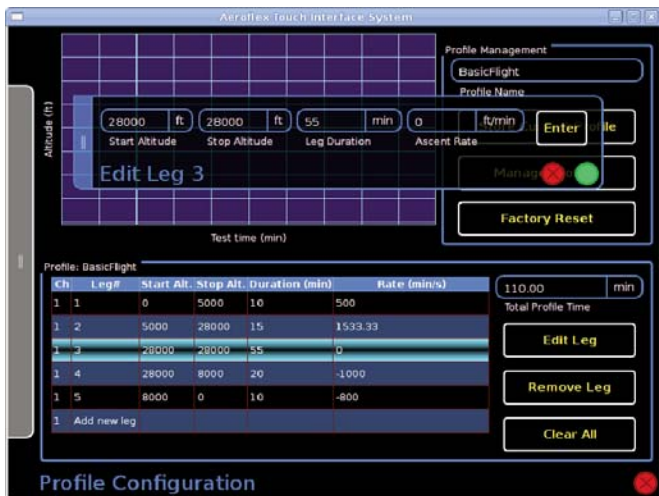 Aeroflex Touch Interface System
Profile Management
BasicFlight
Profile Name
Altitude (ft)
28000 ft 28000 ft 55 min 0 ft/min Enter
Start Altitude Stop Altitude Leg Duration Ascent Rate
Edit Leg 3
Factory Reset
Test time (min)
Profile: BasicFlight
Ch Leg# Start Alt. Stop Alt. Duration (min) Rate (min/s)
1 1 0 5000 10 500
1 2 5000 28000 15 1533.33
1 3 28000 28000 55 0
1 4 28000 8000 20 -1000
1 5 8000 0 10 -800
1 Add new leg
110.00 min
Total Profile Time
Edit Leg
Remove Leg
Clear All
Profile Configuration